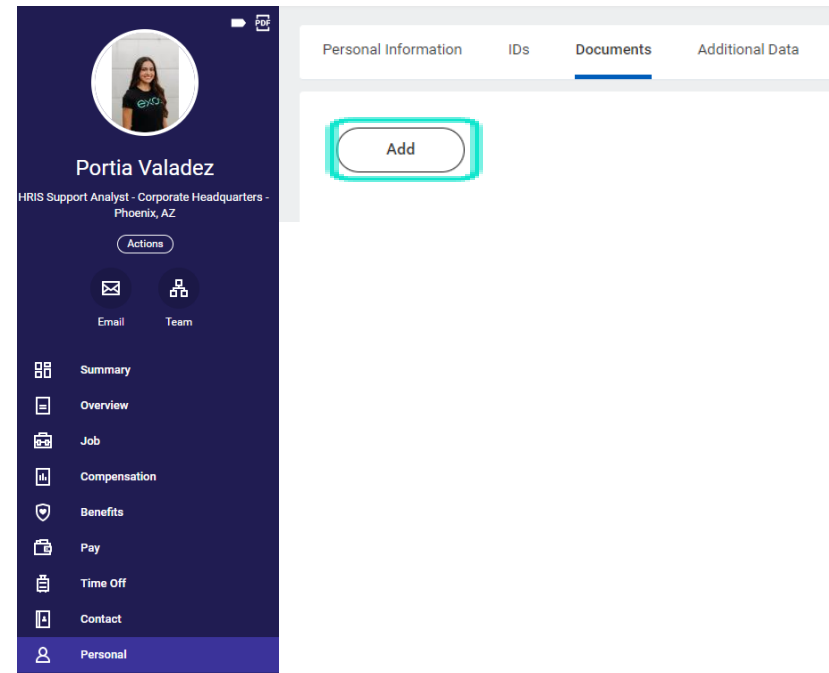 PDF
exo
Portia Valadez
HRIS Support Analyst - Corporate Headquarters -
Phoenix, AZ
Actions
Email
Team
Summary
Overview
Job
Compensation
Benefits
Pay
Time Off
Contact
Personal
Personal Information
IDs
Documents
Additional Data
Add